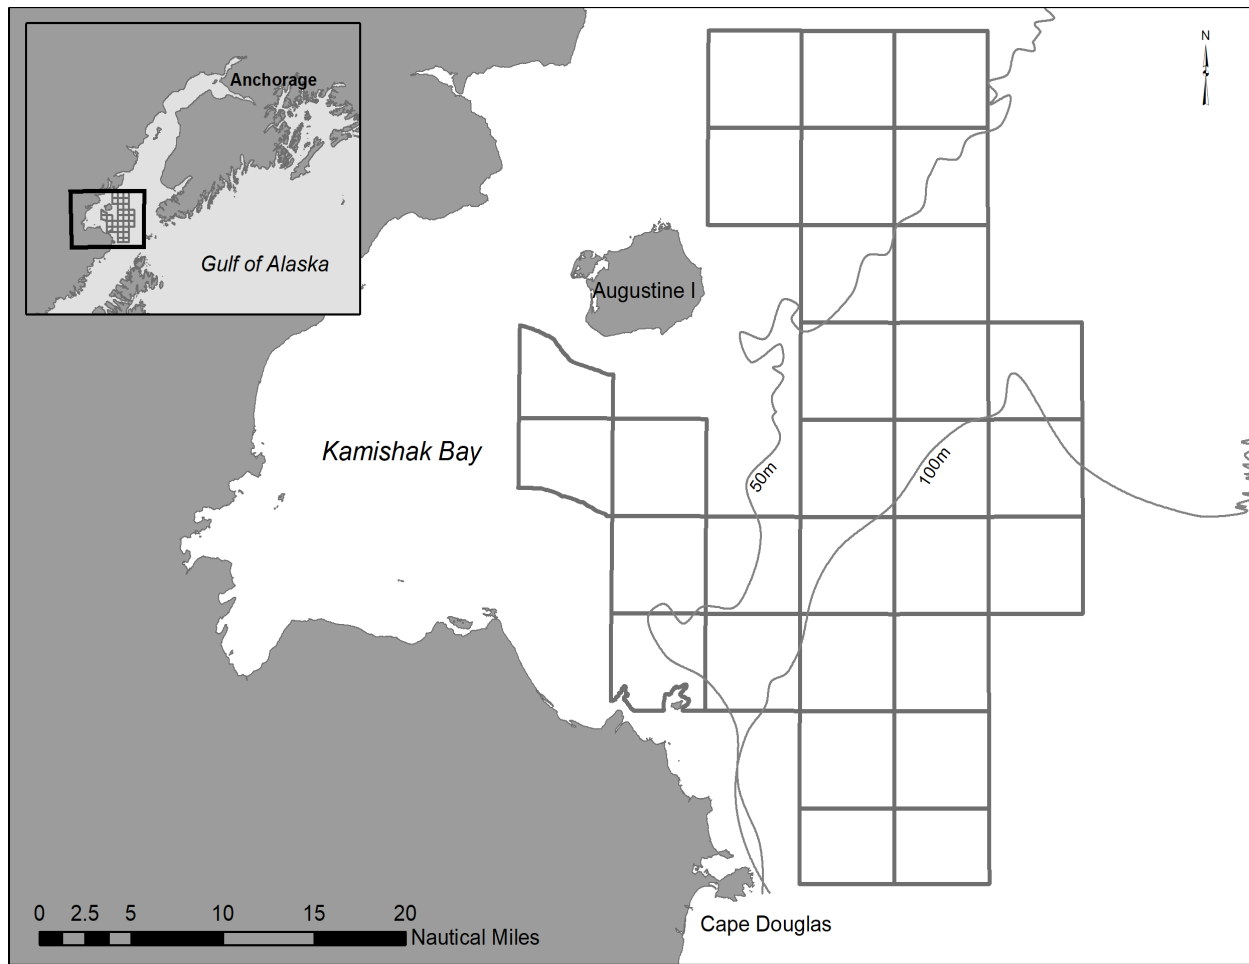 N
Anchorage
Gulf of Alaska
Augustine I
Kamishak Bay
50m
100m
0 2.5 5 10 15 20
Nautical Miles
Cape Douglas